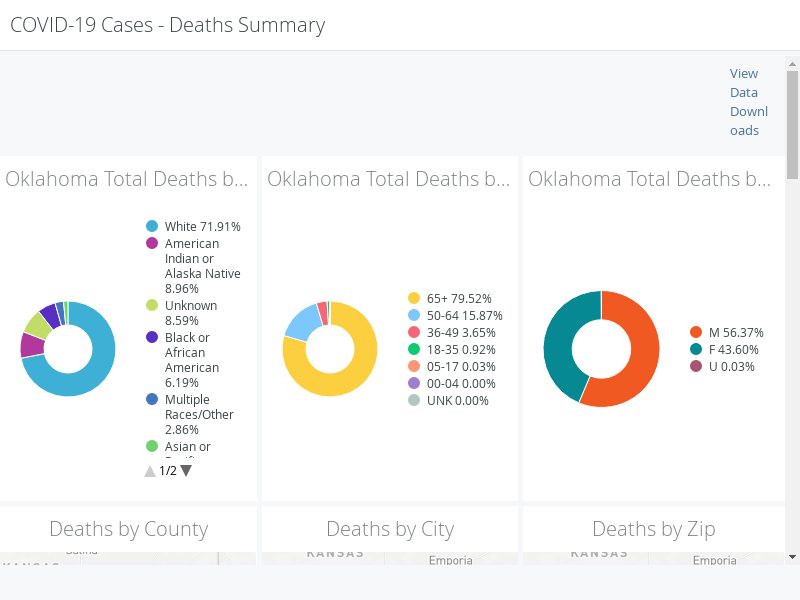 COVID-19 Cases - Deaths Summary
View
Data
Downl
oads
Oklahoma Total Deaths b...
Oklahoma Total Deaths b...
Oklahoma Total Deaths b...
White 71.91%
American
Indian or
Alaska Native
8.96%
Unknown
8.59%
Black or
African
American
6.19%
Multiple
Races/Other
2.86%
Asian or
1/2
65+ 79.52%
50-64 15.87%
36-49 3.65%
18-35 0.92%
05-17 0.03%
00-04 0.00%
UNK 0.00%
M 56.37%
F 43.60%
U 0.03%
Deaths by County
Deaths by City
Deaths by Zip
KANSAS
Emporia
KANSAS
Emporia